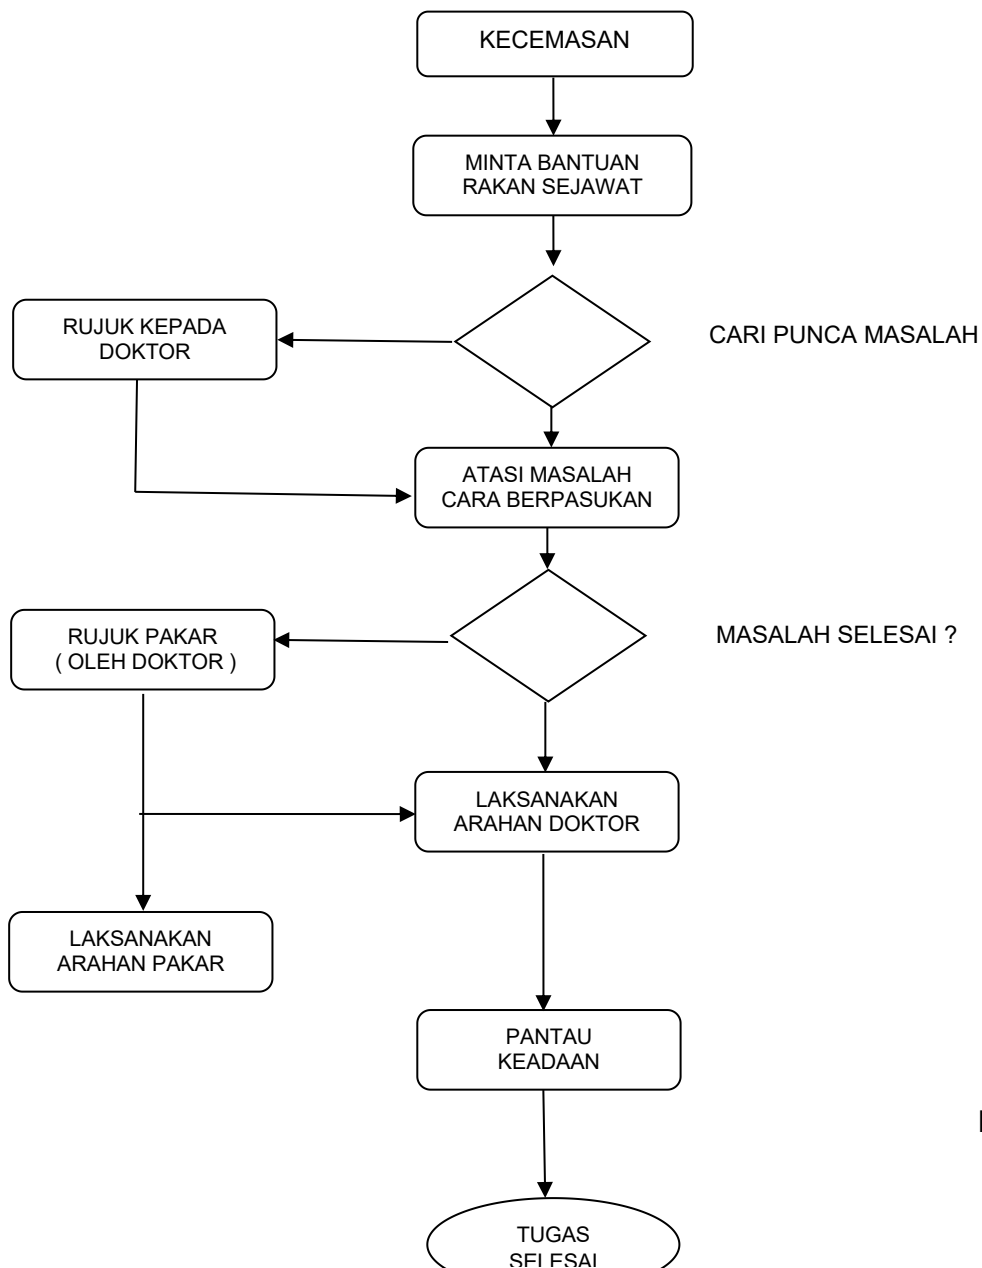 KECEMASAN
MINTA BANTUAN
RAKAN SEJAWAT
RUJUK KEPADA
DOKTOR
CARI PUNCA MASALAH
ATASI MASALAH
CARA BERPASUKAN
RUJUK PAKAR
( OLEH DOKTOR )
MASALAH SELESAI ?
LAKSANAKAN
ARAHAN DOKTOR
LAKSANAKAN
ARAHAN PAKAR
PANTAU
KEADAAN
TUGAS
SELESAI